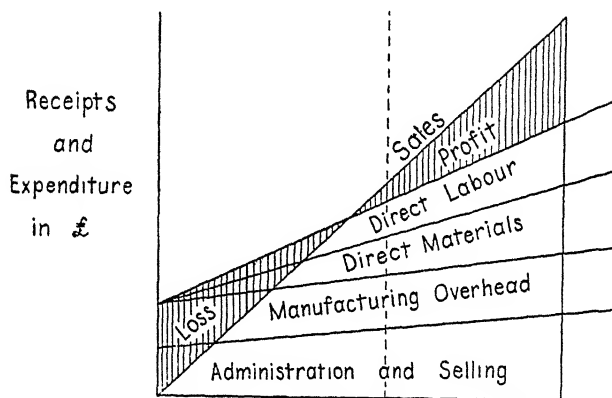 Receipts
and
Expenditure
in £
Sales
Profit
Direct Labour
Direct Materials
Loss
Manufacturing Overhead
Administration and Selling